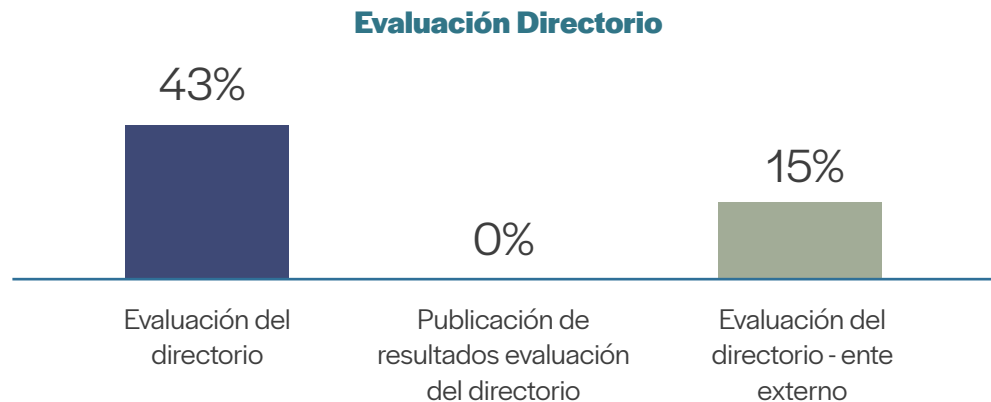 Evaluación Directorio
43%
0%
15%
Evaluación del
directorio
Publicación de
resultados evaluación
del directorio
Evaluación del
directorio - ente
externo